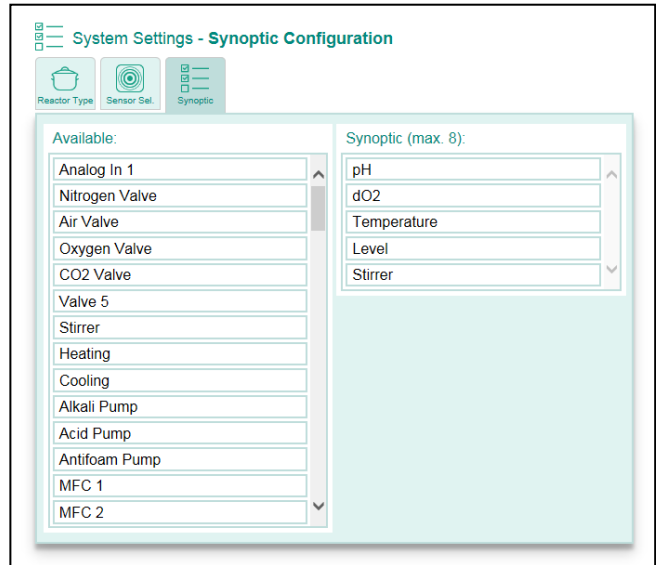 System Settings - Synoptic Configuration
Reactor Type
Sensor Sel.
Synoptic
Available:
Analog In 1
Nitrogen Valve
Air Valve
Oxygen Valve
CO2 Valve
Valve 5
Stirrer
Heating
Cooling
Alkali Pump
Acid Pump
Antifoam Pump
MFC 1
MFC 2
Synoptic (max. 8):
pH
dO2
Temperature
Level
Stirrer